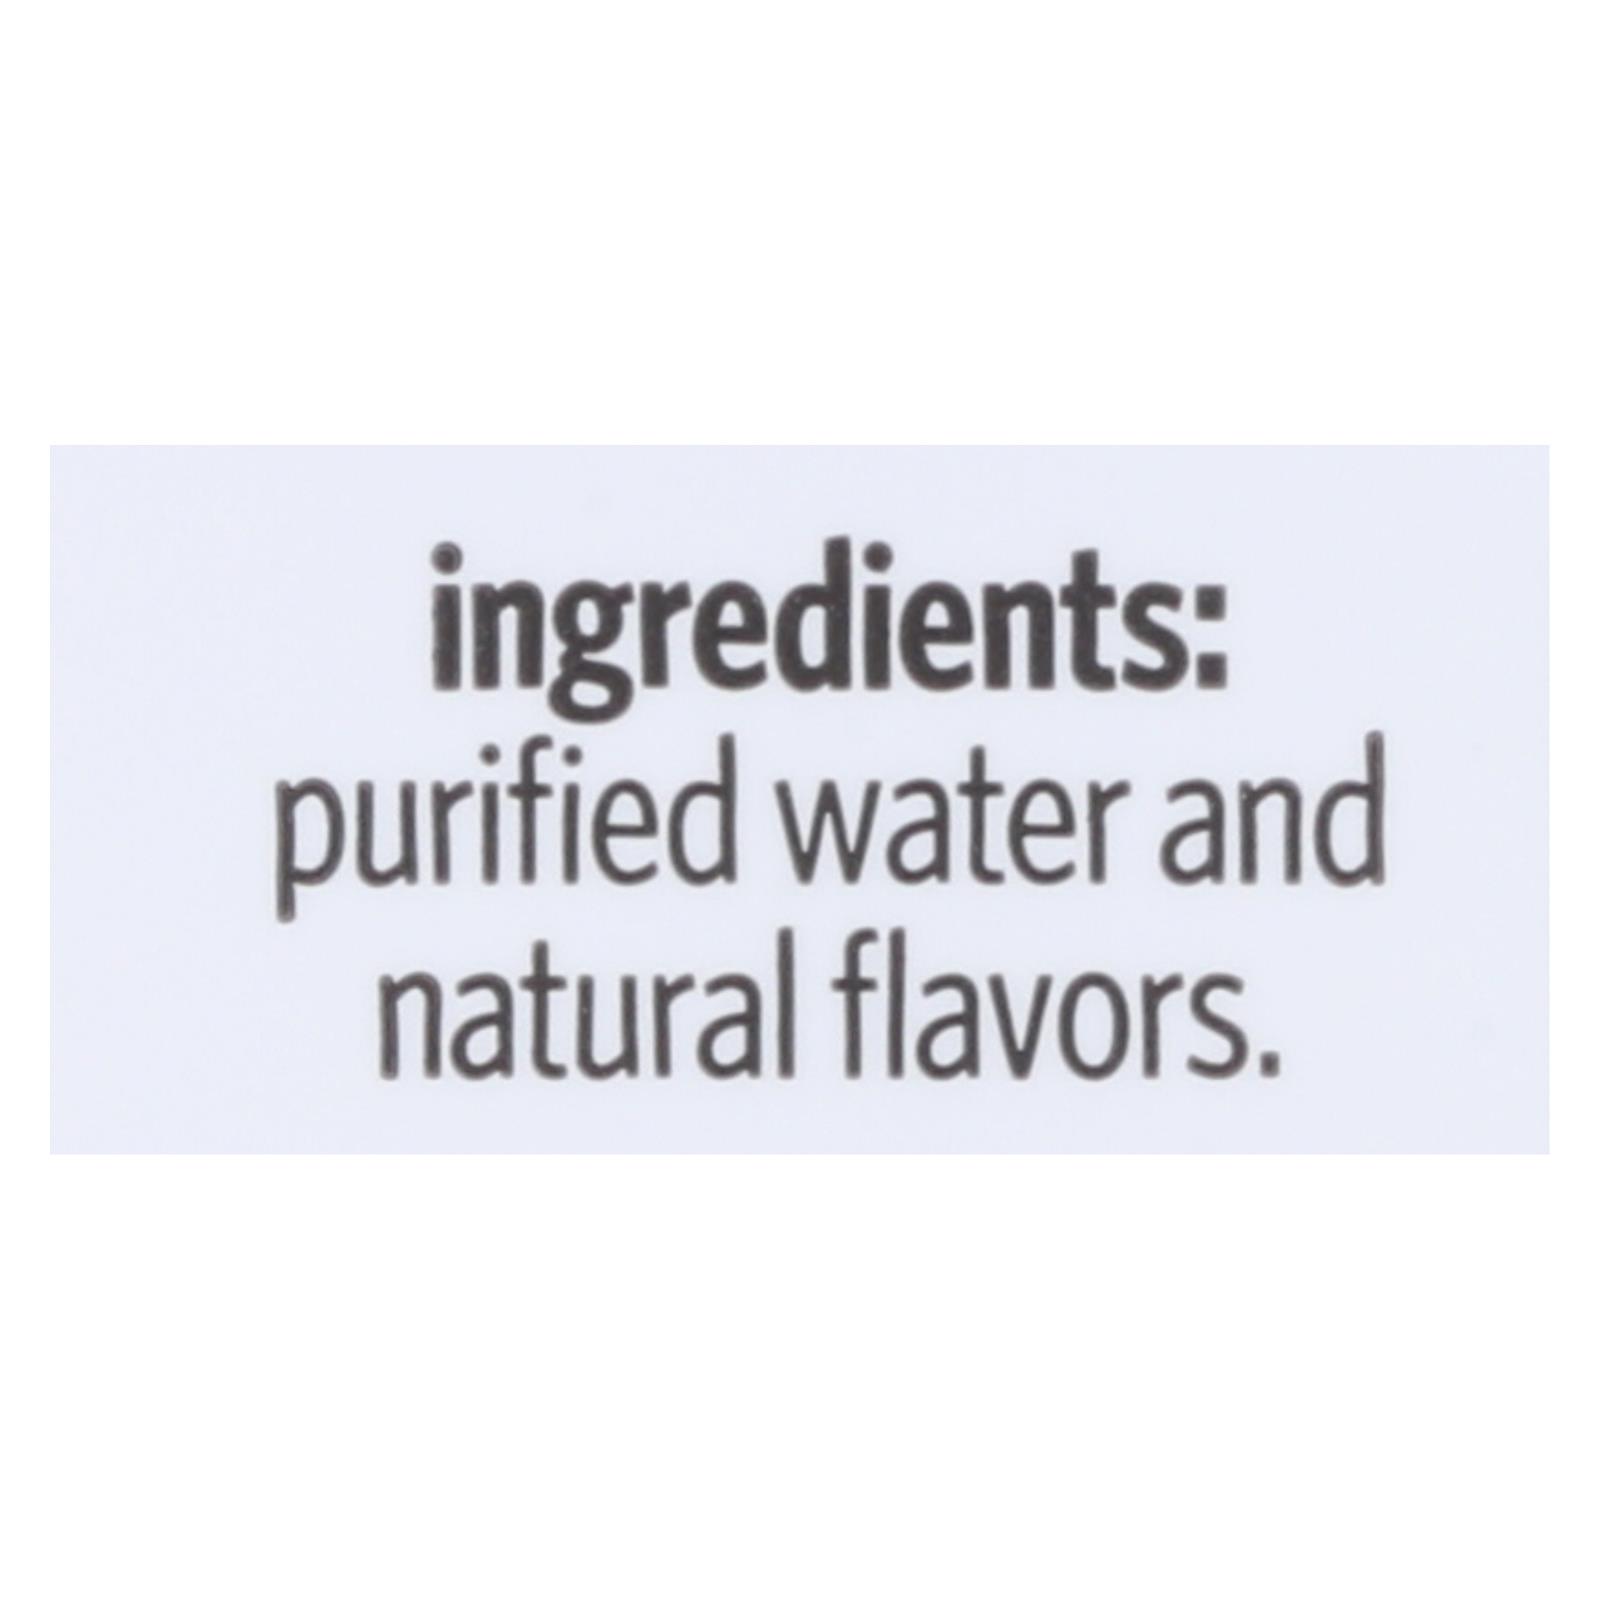 ingredients:
purified water and
natural flavors.